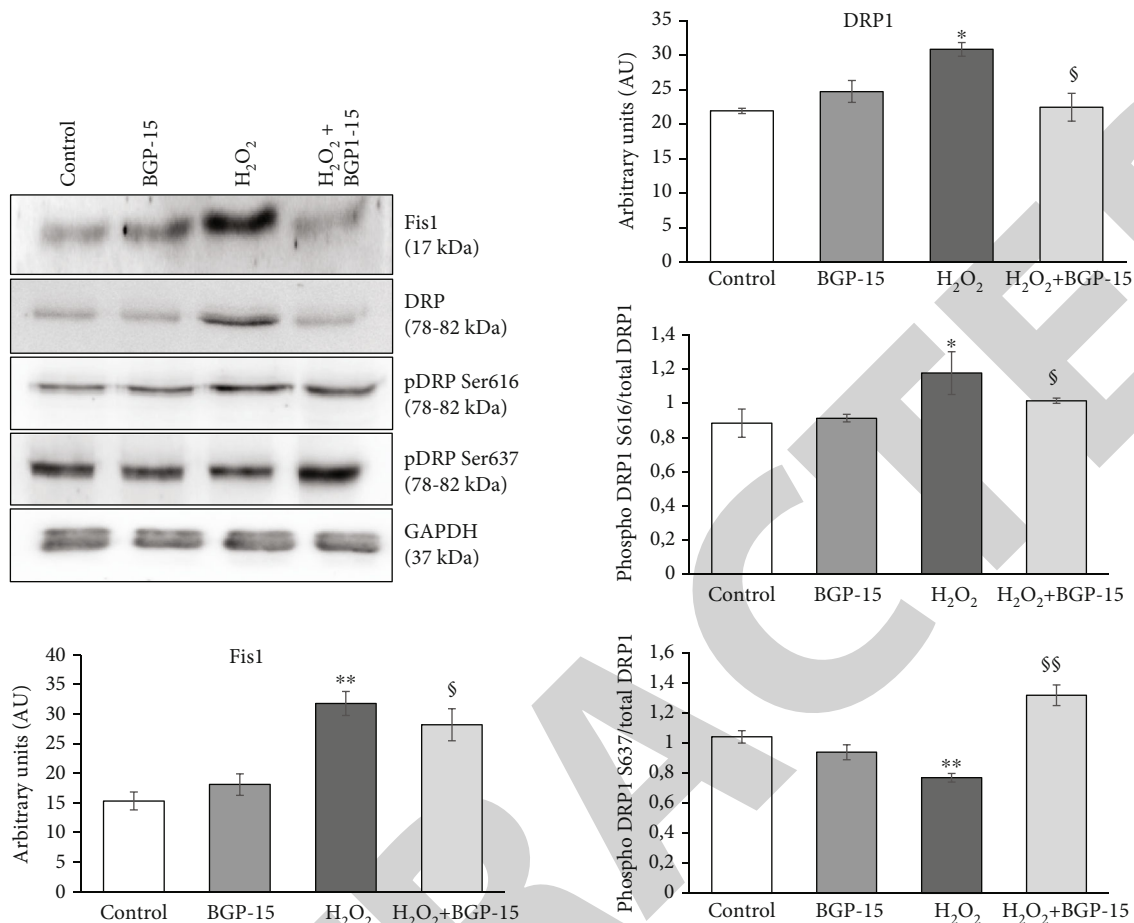 Control
BGP-15
H₂O₂
H₂O₂ +
BGP1-15
Fis1
(17 kDa)
DRP
(78-82 kDa)
pDRP Ser616
(78-82 kDa)
pDRP Ser637
(78-82 kDa)
GAPDH
(37 kDa)
Fis1
Arbitrary units (AU)
40
35
30
25
20
15
10
5
0
**
§
Control BGP-15 H₂O₂ H₂O₂+BGP-15
DRP1
Arbitrary units (AU)
35
30
25
20
15
10
5
0
*
§
Control BGP-15 H₂O₂ H₂O₂+BGP-15
Phospho DRP1 S616/total DRP1
1,4
1,2
1
0,8
0,6
0,4
0,2
0
*
§
Control BGP-15 H₂O₂ H₂O₂+BGP-15
Phospho DRP1 S637/total DRP1
1,6
1,4
1,2
1
0,8
0,6
0,4
0,2
0
**
§§
Control BGP-15 H₂O₂ H₂O₂+BGP-15
RACTE